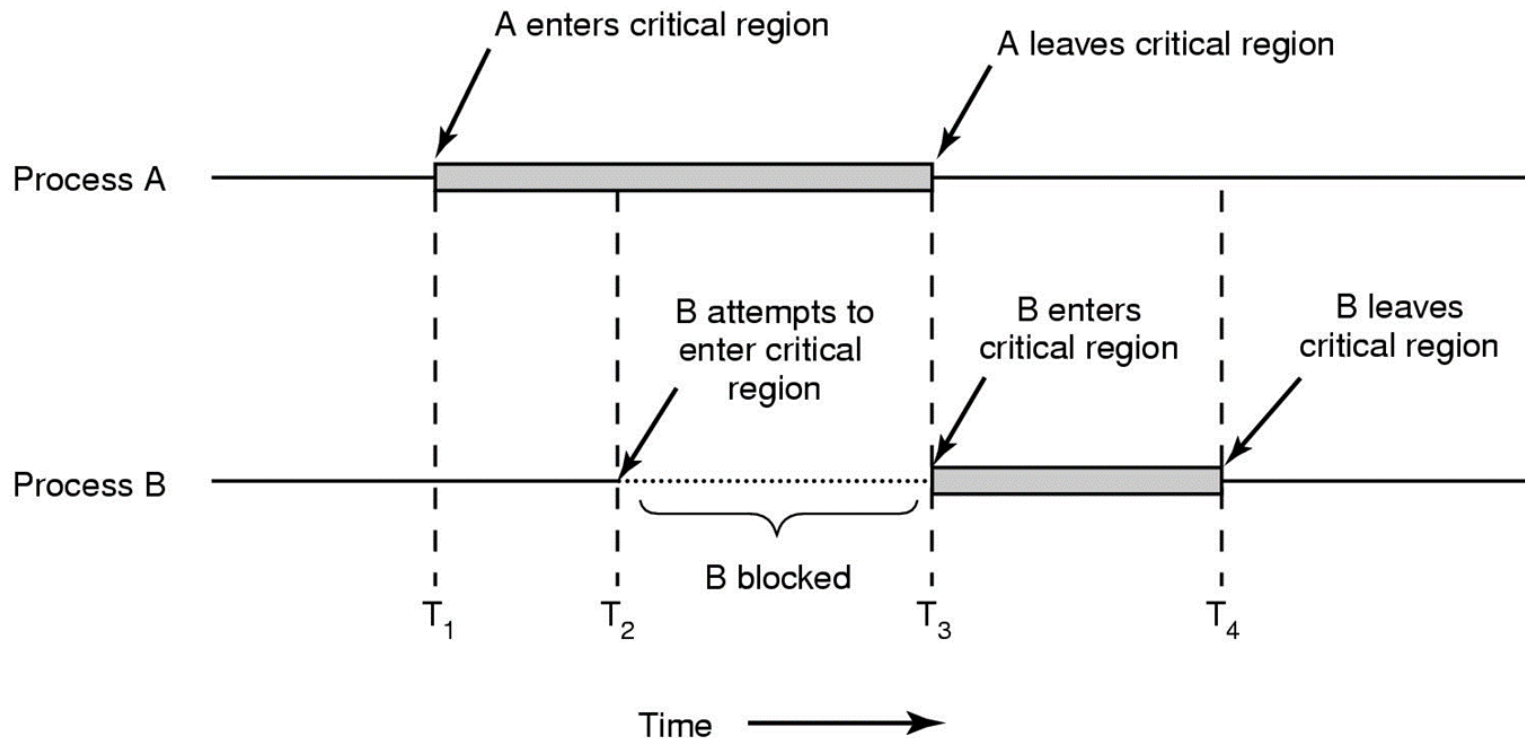 A enters critical region
A leaves critical region
Process A
B attempts to
enter critical
region
B enters
critical region
B leaves
critical region
Process B
B blocked
T1
T2
T3
T4
Time